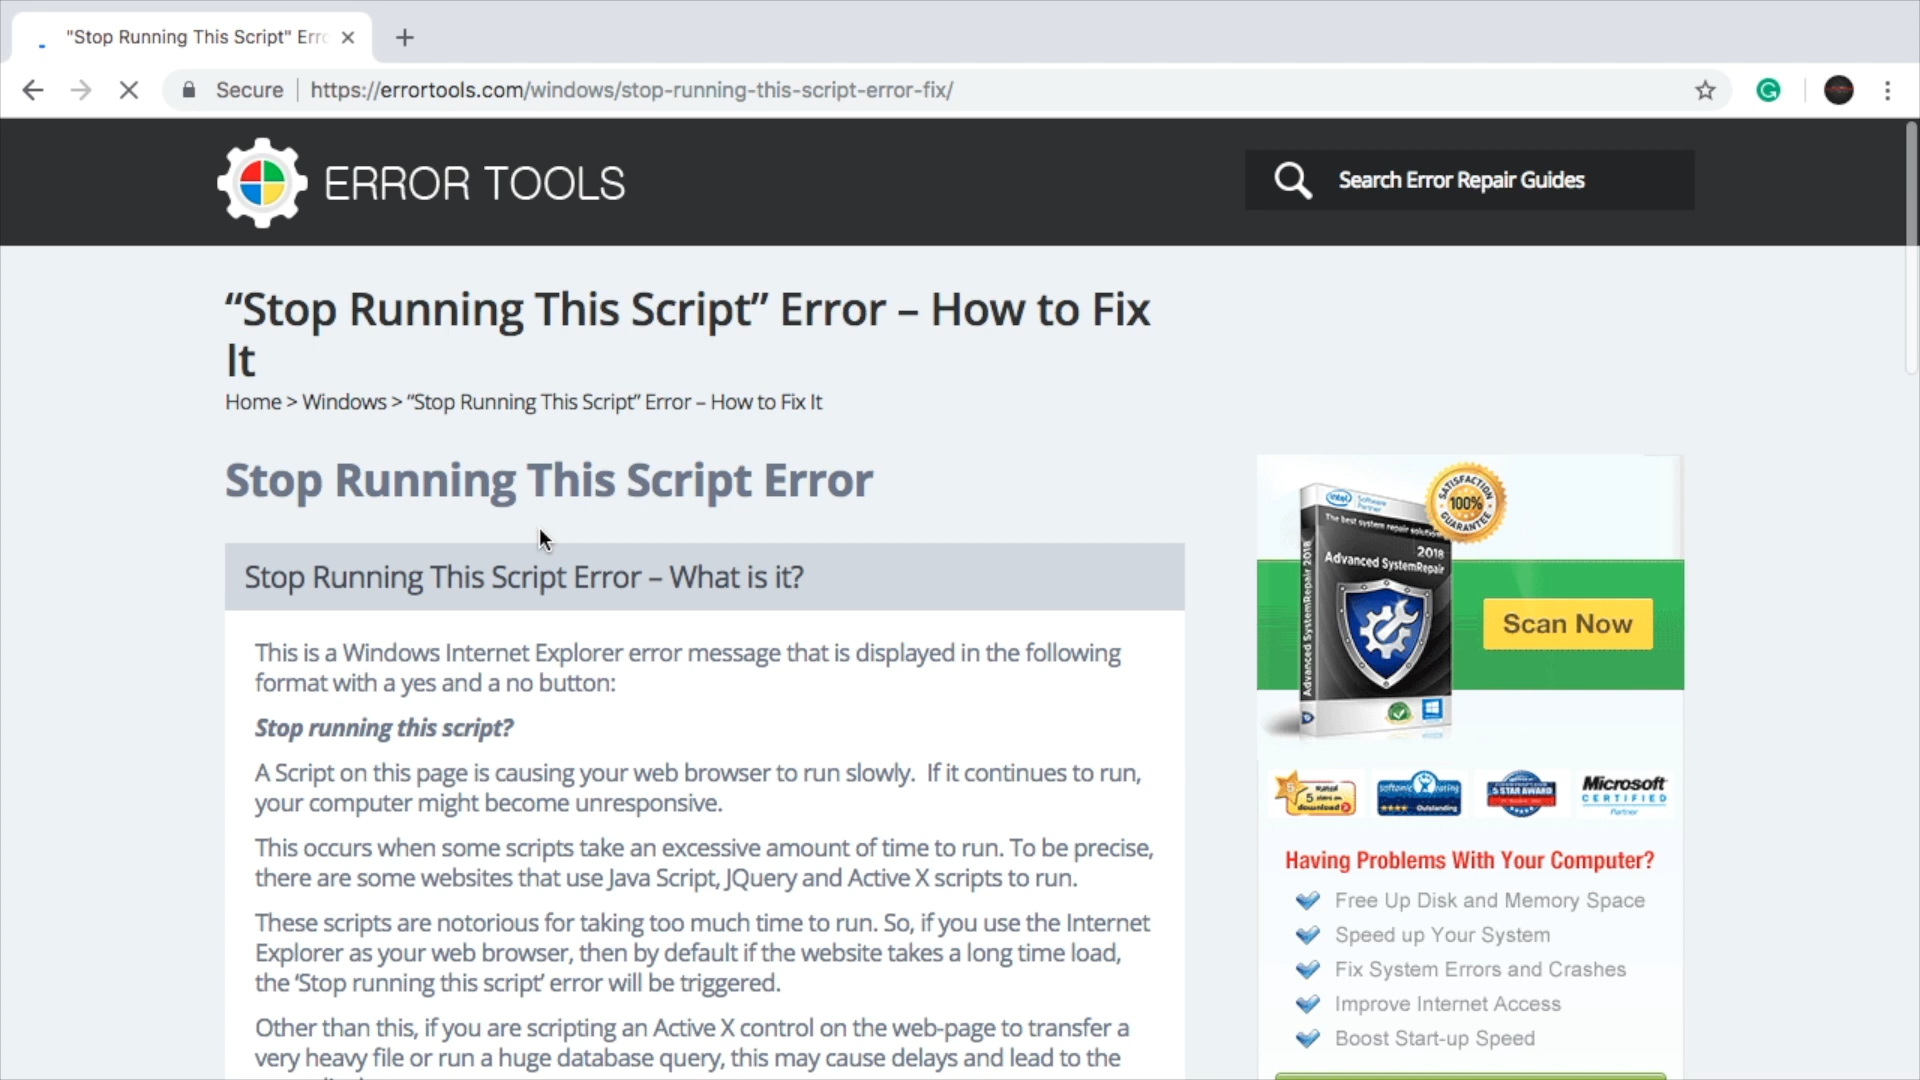 "Stop Running This Script" Erro
Secure
https://errortools.com/windows/stop-running-this-script-error-fix/
ERROR TOOLS
Search Error Repair Guides
“Stop Running This Script” Error – How to Fix
It
Home > Windows > “Stop Running This Script” Error – How to Fix It
Stop Running This Script Error
Stop Running This Script Error – What is it?
This is a Windows Internet Explorer error message that is displayed in the following
format with a yes and a no button:
Stop running this script?
A Script on this page is causing your web browser to run slowly.  If it continues to run,
your computer might become unresponsive.
This occurs when some scripts take an excessive amount of time to run. To be precise,
there are some websites that use Java Script, JQuery and Active X scripts to run.
These scripts are notorious for taking too much time to run. So, if you use the Internet
Explorer as your web browser, then by default if the website takes a long time load,
the ‘Stop running this script’ error will be triggered.
Other than this, if you are scripting an Active X control on the web-page to transfer a
very heavy file or run a huge database query, this may cause delays and lead to the
SATISFACTION
100%
GUARANTEE
intel Software
Partner
The best system repair solution
2018
Advanced SystemRepair
Advanced SystemRepair 2018
Scan Now
RATED
5 stars on
download
softonic rating
Outstanding
5 STAR AWARD
Microsoft
CERTIFIED
Partner
Having Problems With Your Computer?
Free Up Disk and Memory Space
Speed up Your System
Fix System Errors and Crashes
Improve Internet Access
Boost Start-up Speed